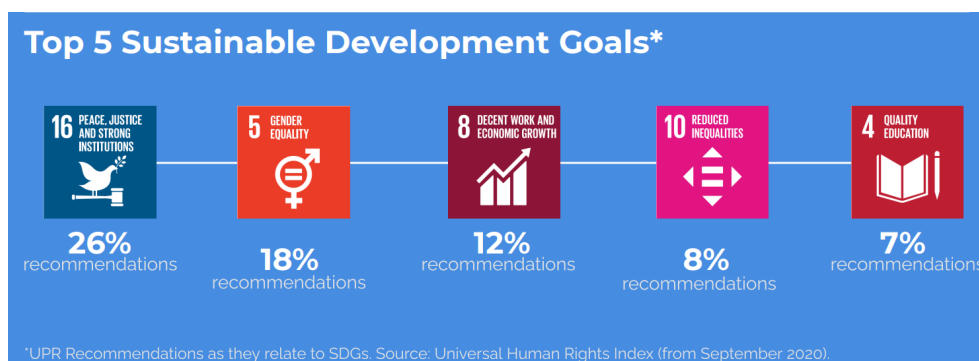 Top 5 Sustainable Development Goals*
16 PEACE, JUSTICE
AND STRONG
INSTITUTIONS
5 GENDER
EQUALITY
8 DECENT WORK AND
ECONOMIC GROWTH
10 REDUCED
INEQUALITIES
4 QUALITY
EDUCATION
26%
recommendations
18%
recommendations
12%
recommendations
8%
recommendations
7%
recommendations
*UPR Recommendations as they relate to SDGs. Source: Universal Human Rights Index (from September 2020).